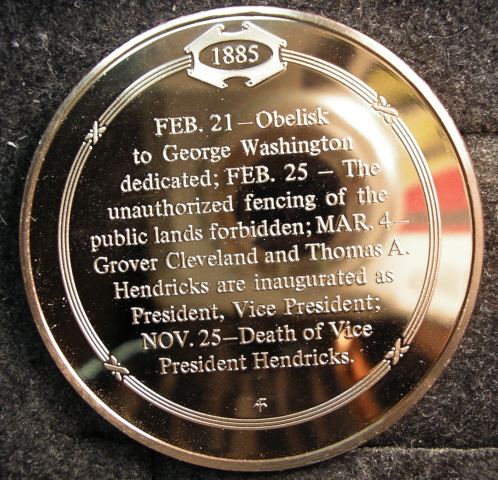 1885
FEB. 21—Obelisk
to George Washington
dedicated; FEB. 25 — The
unauthorized fencing of the
public lands forbidden; MAR. 4—
Grover Cleveland and Thomas A.
Hendricks are inaugurated as
President, Vice President;
NOV. 25—Death of Vice
President Hendricks.